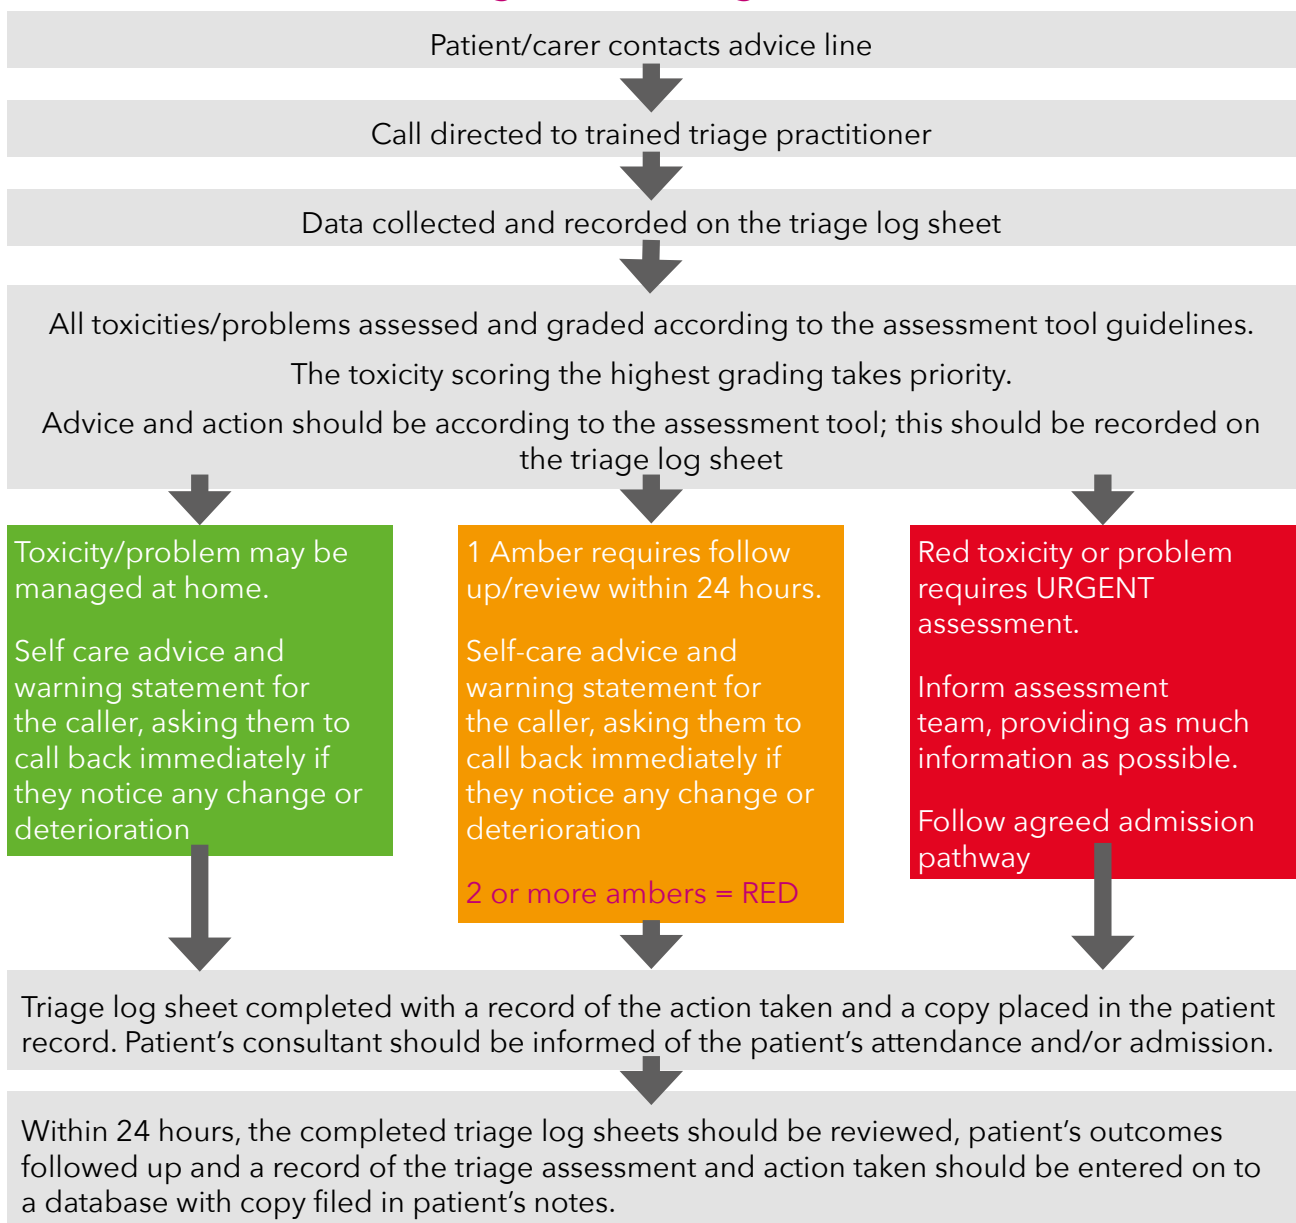 Patient/carer contacts advice line
Call directed to trained triage practitioner
Data collected and recorded on the triage log sheet
All toxicities/problems assessed and graded according to the assessment tool guidelines.
The toxicity scoring the highest grading takes priority.
Advice and action should be according to the assessment tool; this should be recorded on
the triage log sheet
Toxicity/problem may be
managed at home.
Self care advice and
warning statement for
the caller, asking them to
call back immediately if
they notice any change or
deterioration
1 Amber requires follow
up/review within 24 hours.
Self-care advice and
warning statement for
the caller, asking them to
call back immediately if
they notice any change or
deterioration
2 or more ambers = RED
Red toxicity or problem
requires URGENT
assessment.
Inform assessment
team, providing as much
information as possible.
Follow agreed admission
pathway
Triage log sheet completed with a record of the action taken and a copy placed in the patient
record. Patient's consultant should be informed of the patient's attendance and/or admission.
Within 24 hours, the completed triage log sheets should be reviewed, patient's outcomes
followed up and a record of the triage assessment and action taken should be entered on to
a database with copy filed in patient's notes.